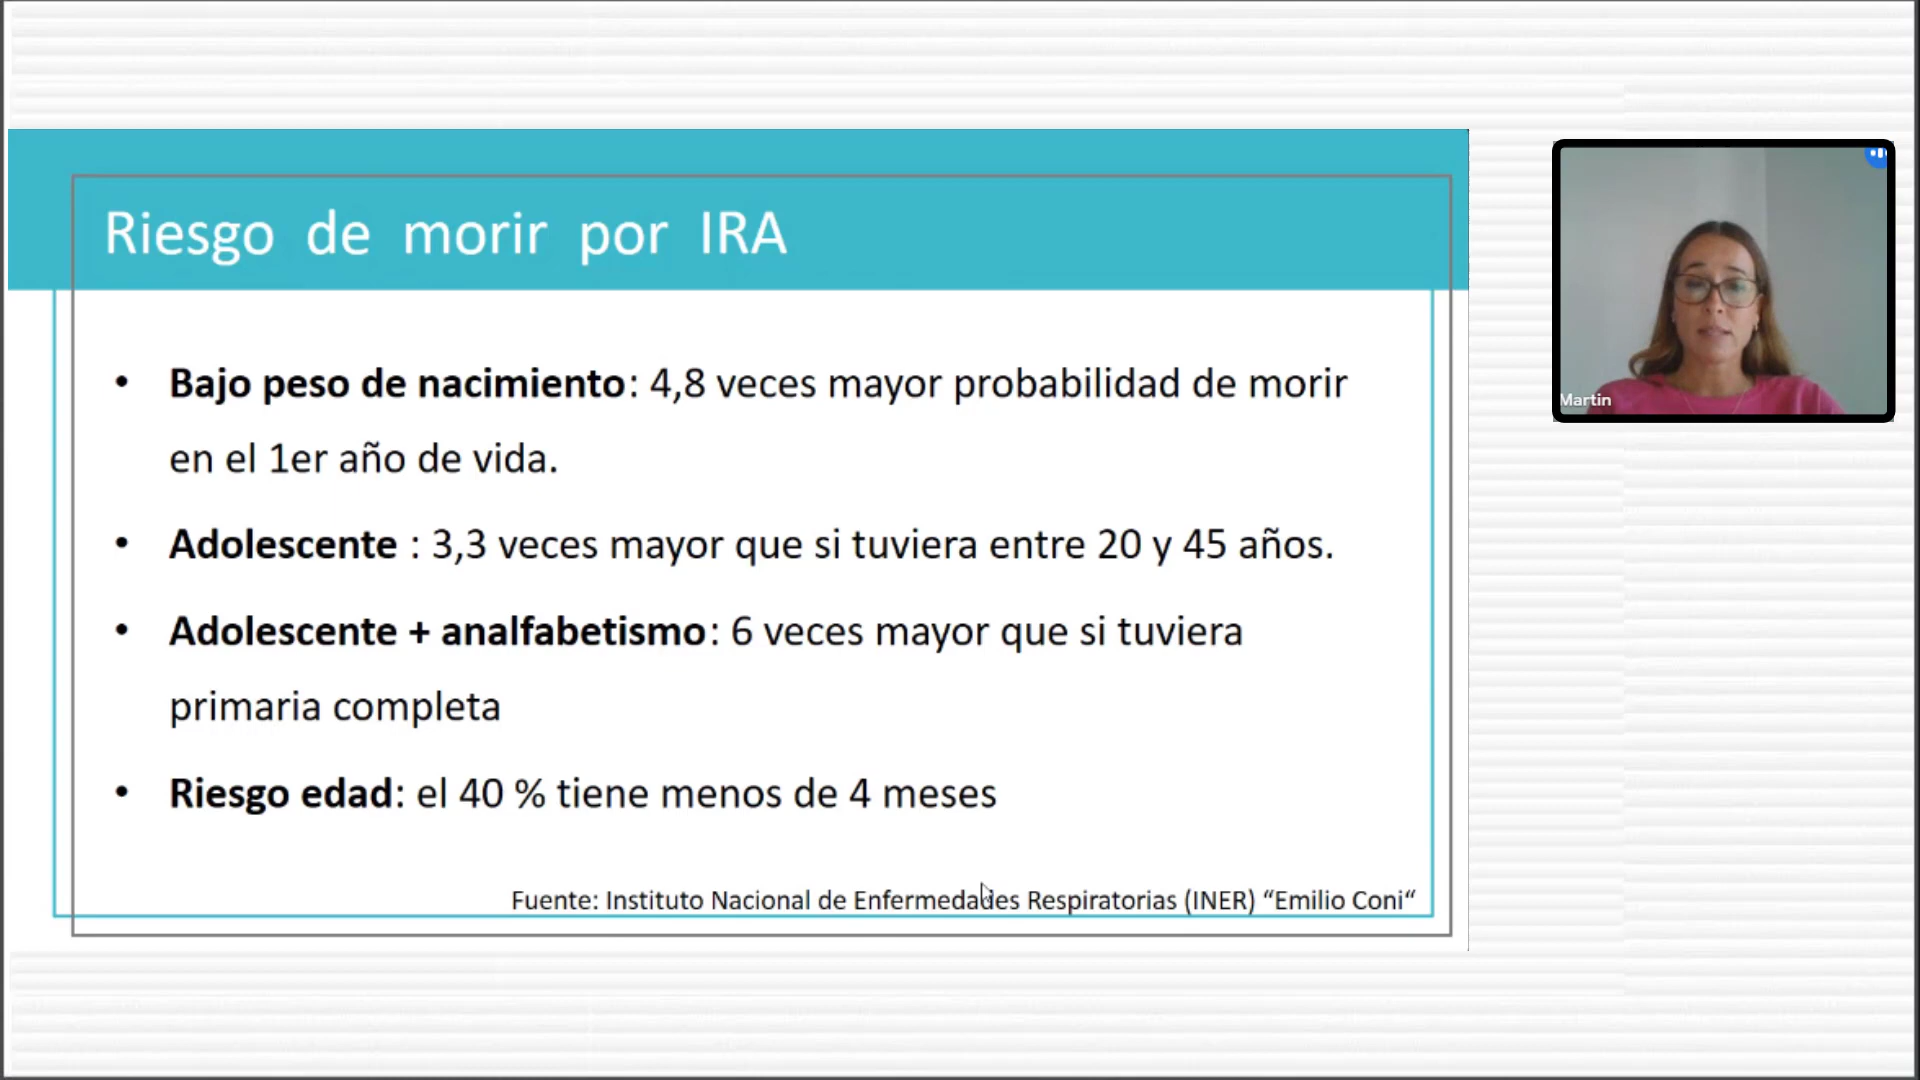 Riesgo de morir por IRA
• Bajo peso de nacimiento: 4,8 veces mayor probabilidad de morir
en el 1er año de vida.
• Adolescente : 3,3 veces mayor que si tuviera entre 20 y 45 años.
• Adolescente + analfabetismo: 6 veces mayor que si tuviera
primaria completa
• Riesgo edad: el 40 % tiene menos de 4 meses
Fuente: Instituto Nacional de Enfermedades Respiratorias (INER) “Emilio Coni“
Martin